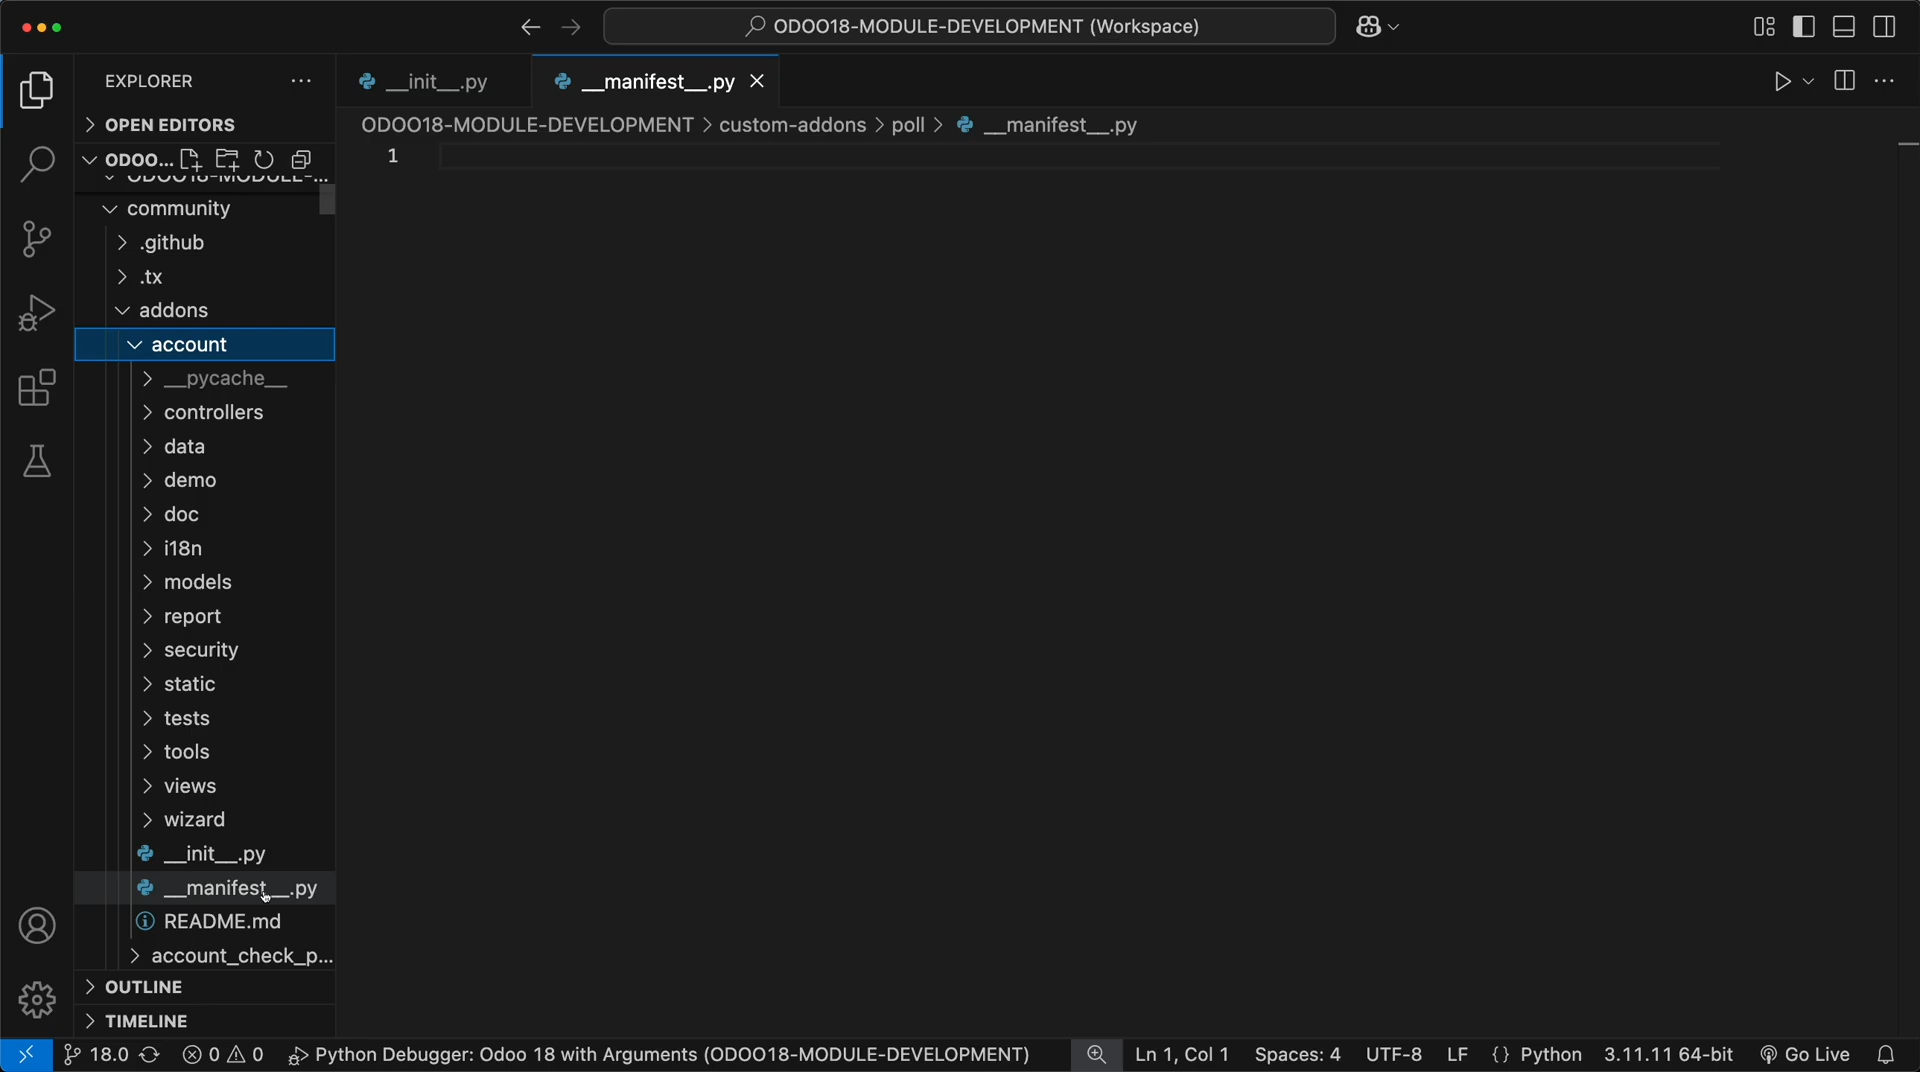 ODOO18-MODULE-DEVELOPMENT (Workspace)
EXPLORER
__init__.py
__manifest__.py
OPEN EDITORS
ODOO18-MODULE-DEVELOPMENT > custom-addons > poll > __manifest__.py
ODOO...
1
ODOO18-MODULE-...
community
.github
.tx
addons
account
__pycache__
controllers
data
demo
doc
i18n
models
report
security
static
tests
tools
views
wizard
__init__.py
__manifest__.py
README.md
account_check_p...
OUTLINE
TIMELINE
18.0 0 0 Python Debugger: Odoo 18 with Arguments (ODOO18-MODULE-DEVELOPMENT) Ln 1, Col 1 Spaces: 4 UTF-8 LF {} Python 3.11.11 64-bit Go Live